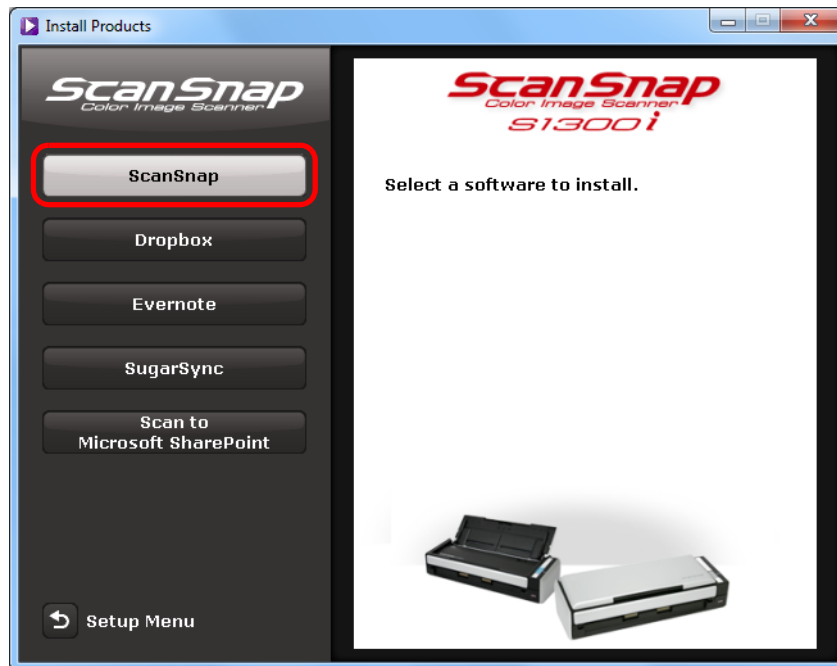 Install Products
ScanSnap
Color Image Scanner
ScanSnap
Dropbox
Evernote
SugarSync
Scan to
Microsoft SharePoint
Setup Menu
ScanSnap
Color Image Scanner
S1300i
Select a software to install.